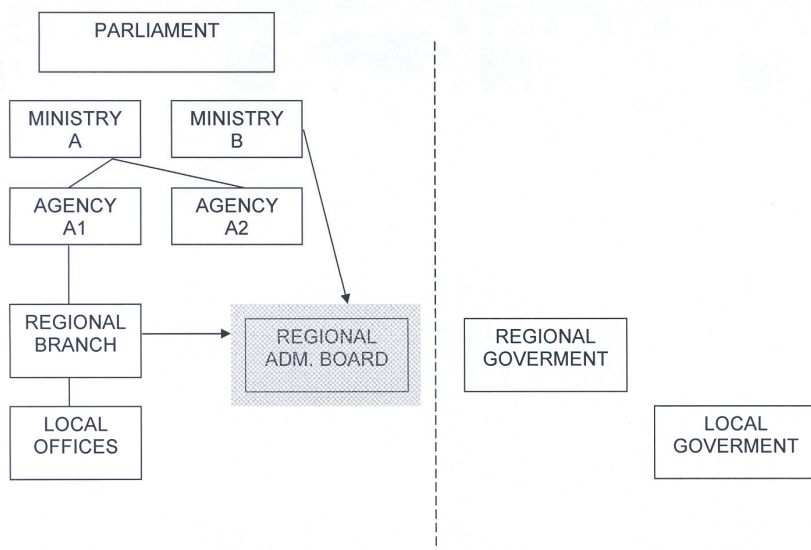 PARLIAMENT
MINISTRY
A
MINISTRY
B
AGENCY
A1
AGENCY
A2
REGIONAL
BRANCH
REGIONAL
ADM. BOARD
REGIONAL
GOVERMENT
LOCAL
OFFICES
LOCAL
GOVERMENT